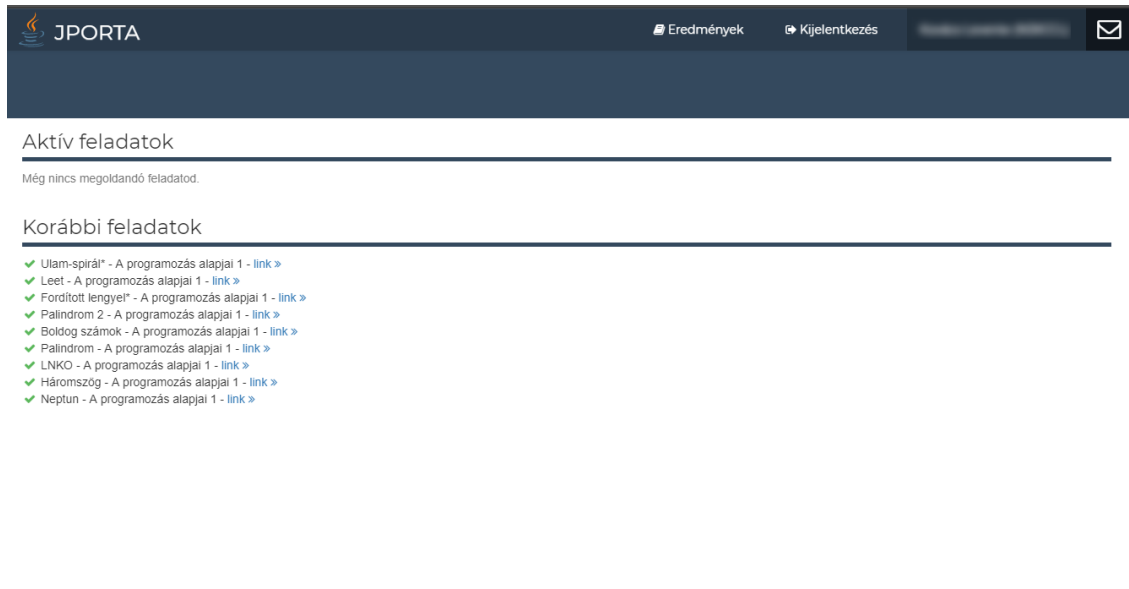 JPORTA
Eredmények
Kijelentkezés
Aktív feladatok
Még nincs megoldandó feladatod.
Korábbi feladatok
Ulam-spirál* - A programozás alapjai 1 - link »
Leet - A programozás alapjai 1 - link »
Fordított lengyel* - A programozás alapjai 1 - link »
Palindrom 2 - A programozás alapjai 1 - link »
Boldog számok - A programozás alapjai 1 - link »
Palindrom - A programozás alapjai 1 - link »
LNKO - A programozás alapjai 1 - link »
Háromszög - A programozás alapjai 1 - link »
Neptun - A programozás alapjai 1 - link »